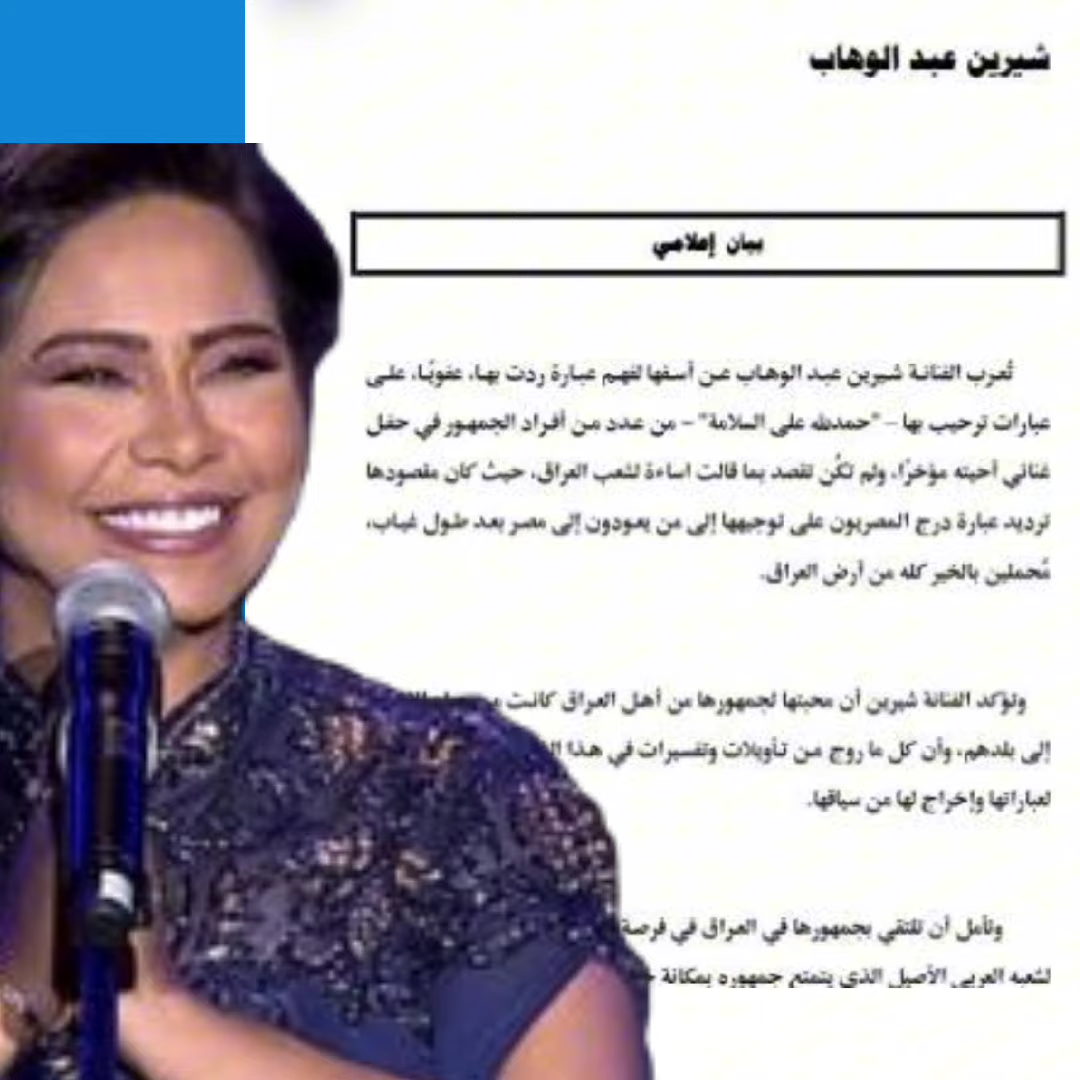 شيرين عبد الوهاب
بيان إعلامي
تُعرب الفنانة شيرين عبد الوهاب عن أسفها لفهم عبارة ردت بها، عفويًا، على
عبارات ترحيب بها – "حمدلله على السلامة" – من عدد من أفراد الجمهور في حفل
غنائي أحيته مؤخرًا، ولم تكُن تقصد بما قالت اساءة لشعب العراق، حيث كان مقصودها
ترديد عبارة درج المصريون على توجيهها إلى من يعودون إلى مصر بعد طول غياب،
مُحملين بالخير كله من أرض العراق.
وتؤكد الفنانة شيرين أن محبتها لجمهورها من أهل العراق كانت
إلى بلدهم، وأن كل ما روج من تأويلات وتفسيرات في هذا
لعباراتها وإخراج لها من سياقها.
وتأمل أن تلتقي بجمهورها في العراق في فرصة
لشعبه العربي الأصيل الذي يتمتع جمهوره بمكانة